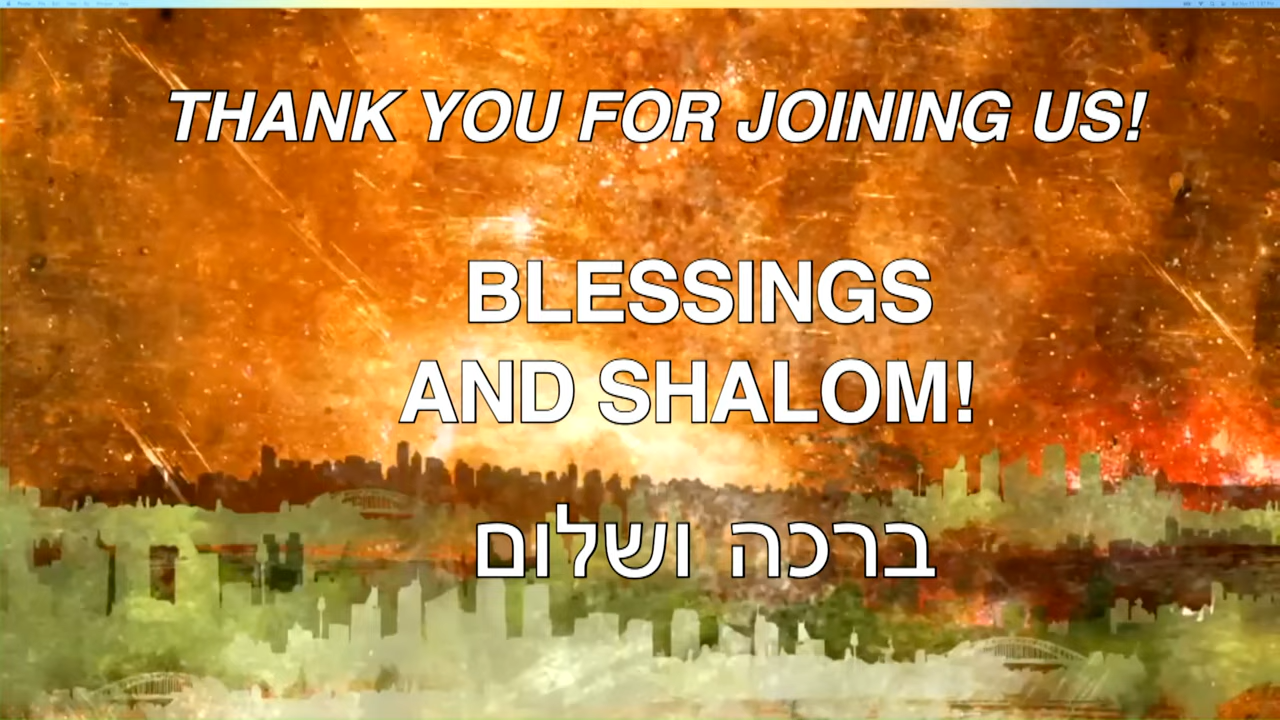 THANK YOU FOR JOINING US!
BLESSINGS
AND SHALOM!
ברכה ושלום